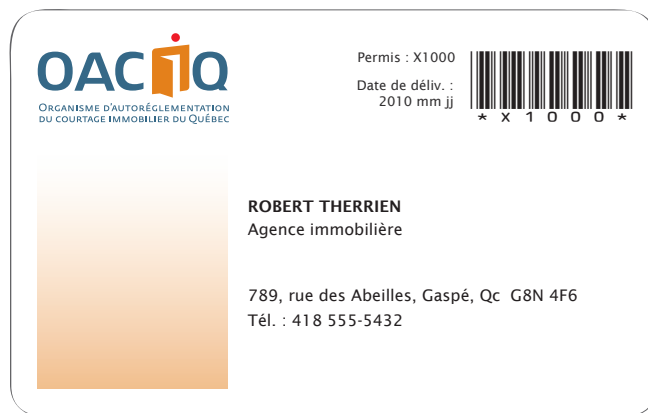 OACIQ
ORGANISME D'AUTORÉGLEMENTATION
DU COURTAGE IMMOBILIER DU QUÉBEC
Permis : X1000
Date de déliv. :
2010 mm jj
* X 1 0 0 0 *
ROBERT THERRIEN
Agence immobilière
789, rue des Abeilles, Gaspé, Qc G8N 4F6
Tél. : 418 555-5432